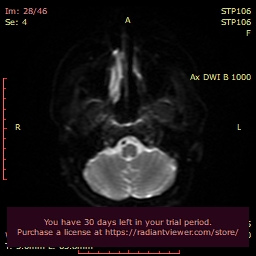 Im: 28/46
Se: 4
STP106
STP106
F
A
Ax DWI B 1000
R
L
You have 30 days left in your trial period.
Purchase a license at https://radiantviewer.com/store/